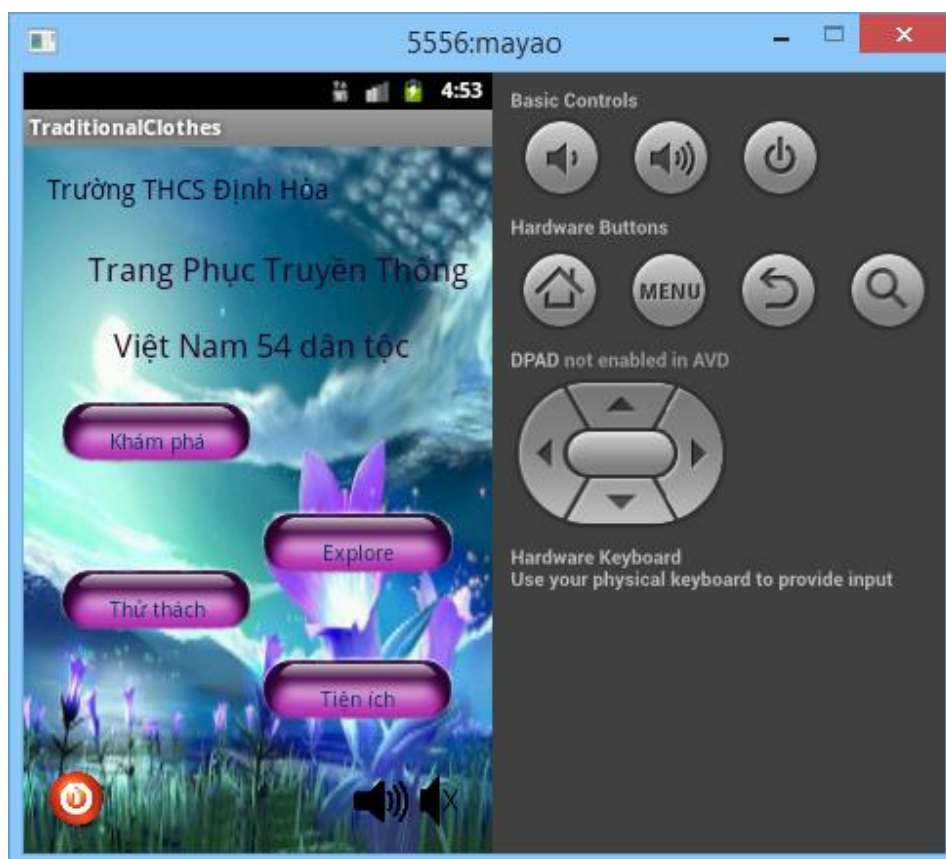 5556:mayao
4:53
TraditionalClothes
Trường THCS Định Hòa
Trang Phục Truyền Thống
Việt Nam 54 dân tộc
Khám phá
Explore
Thử thách
Tiện ích
Basic Controls
Hardware Buttons
MENU
DPAD not enabled in AVD
Hardware Keyboard
Use your physical keyboard to provide input